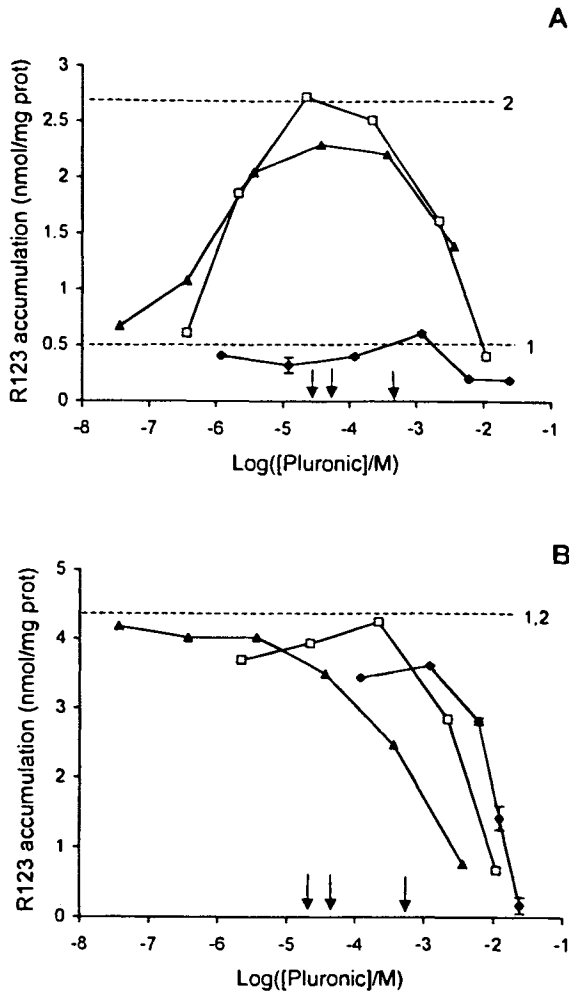 A
R123 accumulation (nmol/mg prot)
3
2.5
2
1.5
1
0.5
0
2
1
-8 -7 -6 -5 -4 -3 -2 -1
Log([Pluronic]/M)
B
R123 accumulation (nmol/mg prot)
5
4
3
2
1
0
1,2
-8 -7 -6 -5 -4 -3 -2 -1
Log([Pluronic]/M)